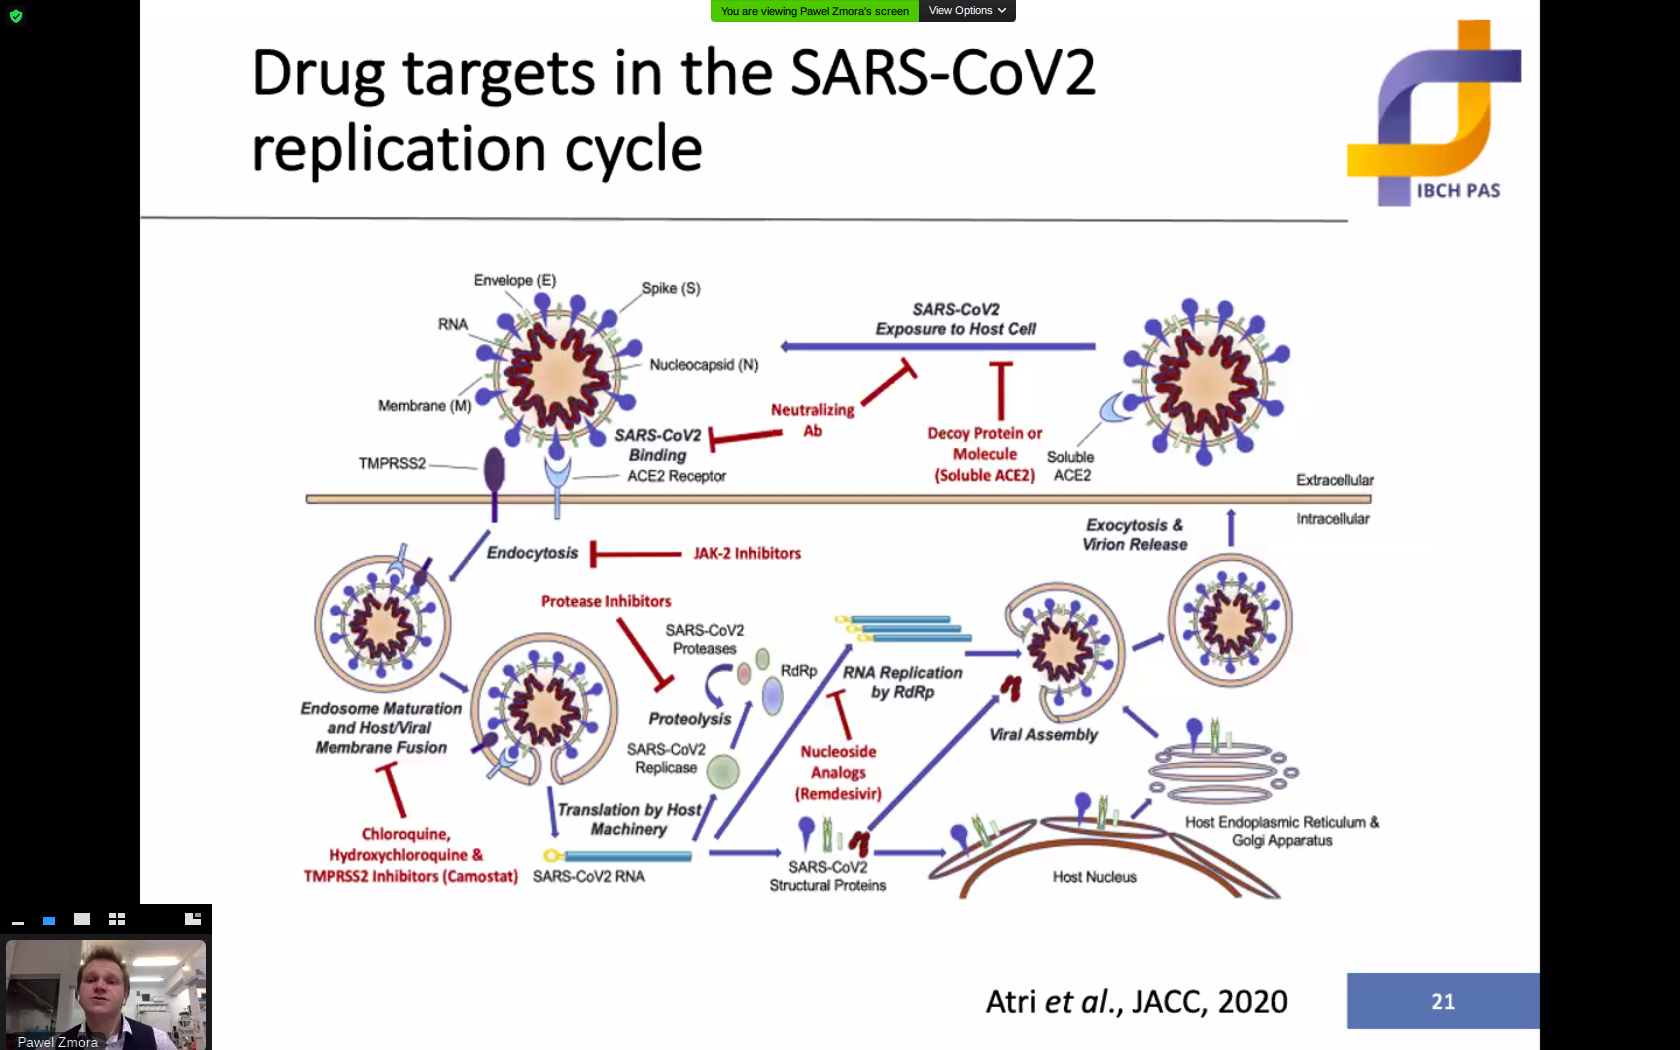 You are viewing Pawel Zmora's screen
View Options
Drug targets in the SARS-CoV2
replication cycle
IBCH PAS
Envelope (E)
Spike (S)
RNA
Nucleocapsid (N)
Membrane (M)
SARS-CoV2
Exposure to Host Cell
Neutralizing
Ab
SARS-CoV2
Binding
Decoy Protein or
Molecule
(Soluble ACE2)
Soluble
ACE2
TMPRSS2
ACE2 Receptor
Extracellular
Intracellular
Endocytosis
JAK-2 Inhibitors
Exocytosis &
Virion Release
Protease Inhibitors
SARS-CoV2
Proteases
RdRp
Proteolysis
SARS-CoV2
Replicase
RNA Replication
by RdRp
Viral Assembly
Endosome Maturation
and Host/Viral
Membrane Fusion
Nucleoside
Analogs
(Remdesivir)
Translation by Host
Machinery
Chloroquine,
Hydroxychloroquine &
TMPRSS2 Inhibitors (Camostat)
SARS-CoV2 RNA
SARS-CoV2
Structural Proteins
Host Nucleus
Host Endoplasmic Reticulum &
Golgi Apparatus
Atri et al., JACC, 2020
21
Pawel Zmora